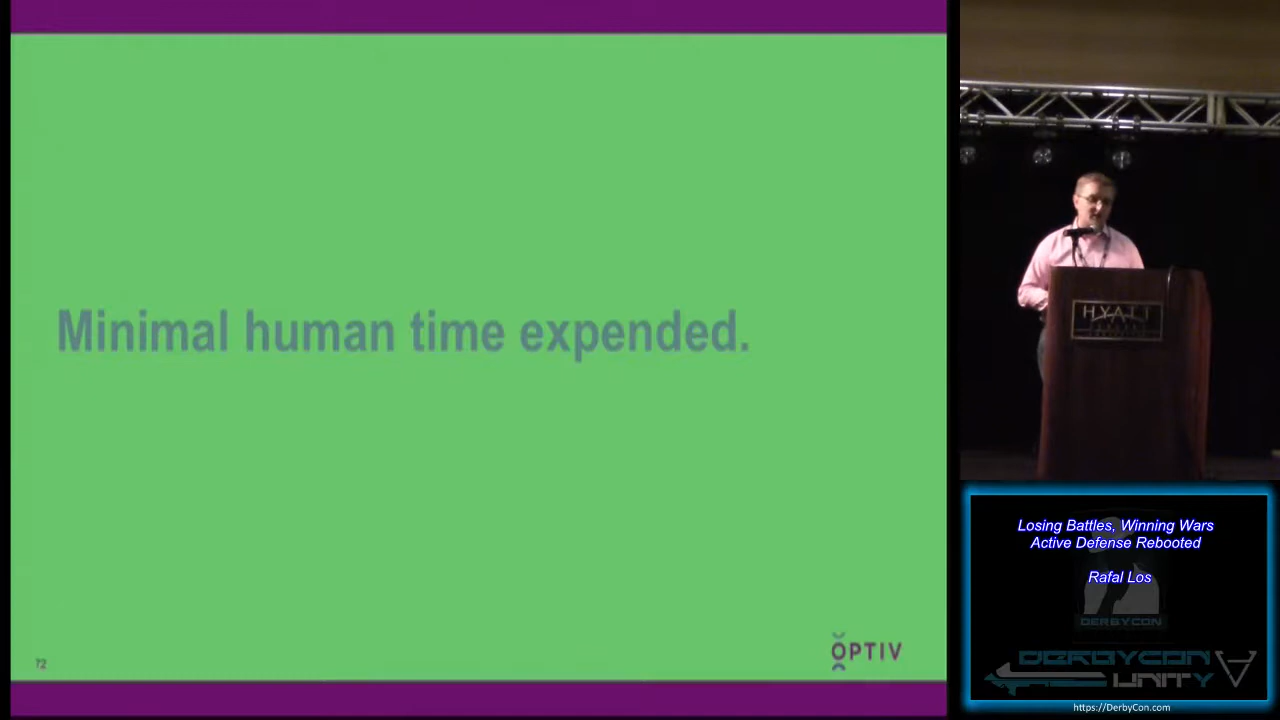 Minimal human time expended.
72
OPTIV
HYATT
Losing Battles, Winning Wars
Active Defense Rebooted
Rafal Los
DERBYCON
DERBYCON
UNITY
https://DerbyCon.com